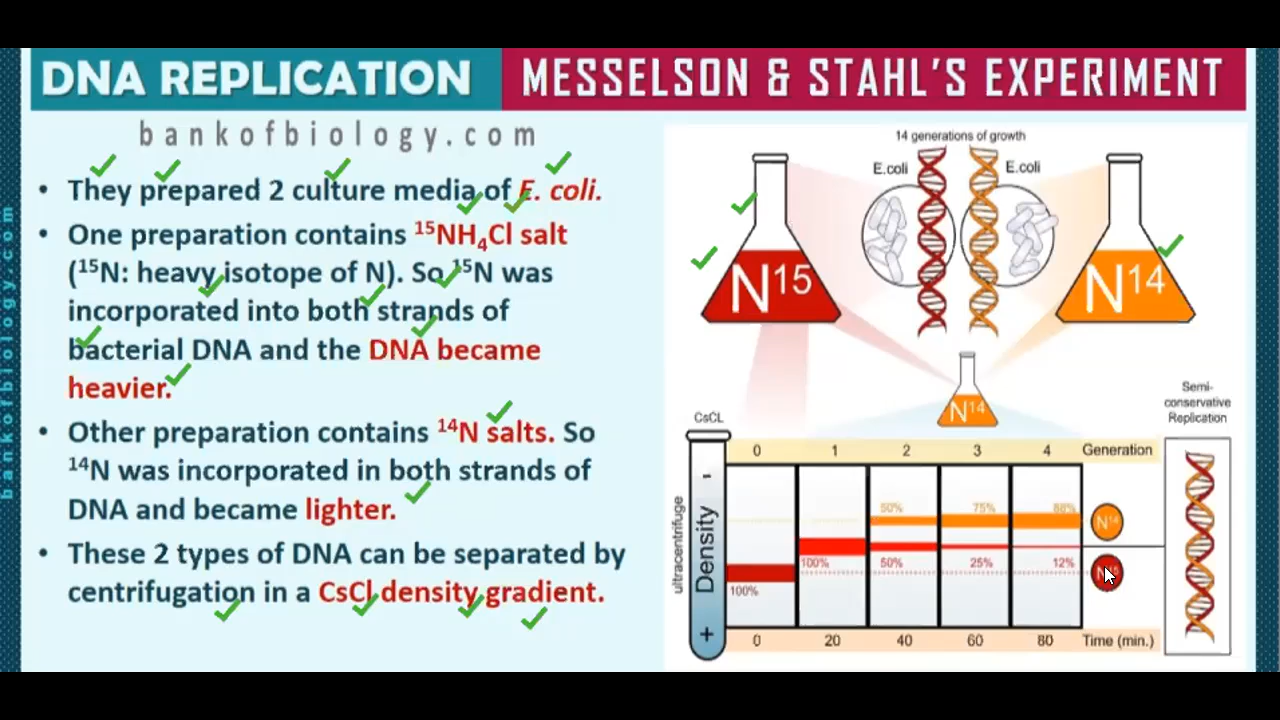 DNA REPLICATION
MESSELSON & STAHL'S EXPERIMENT
bankofbiology.com
• They prepared 2 culture media of E. coli.
• One preparation contains ¹⁵NH₄Cl salt
(¹⁵N: heavy isotope of N). So ¹⁵N was
incorporated into both strands of
bacterial DNA and the DNA became
heavier.
• Other preparation contains ¹⁴N salts. So
¹⁴N was incorporated in both strands of
DNA and became lighter.
• These 2 types of DNA can be separated by
centrifugation in a CsCl density gradient.
14 generations of growth
E.coli
E.coli
N15
N14
N14
Semi-
conservative
Replication
CsCL
0 1 2 3 4 Generation
ultracentrifuge
- Density +
50% 75% 88%
N14
100% 50% 25% 12%
100%
0 20 40 60 80 Time (min.)
bankofbiology.com
bankofbiology.com